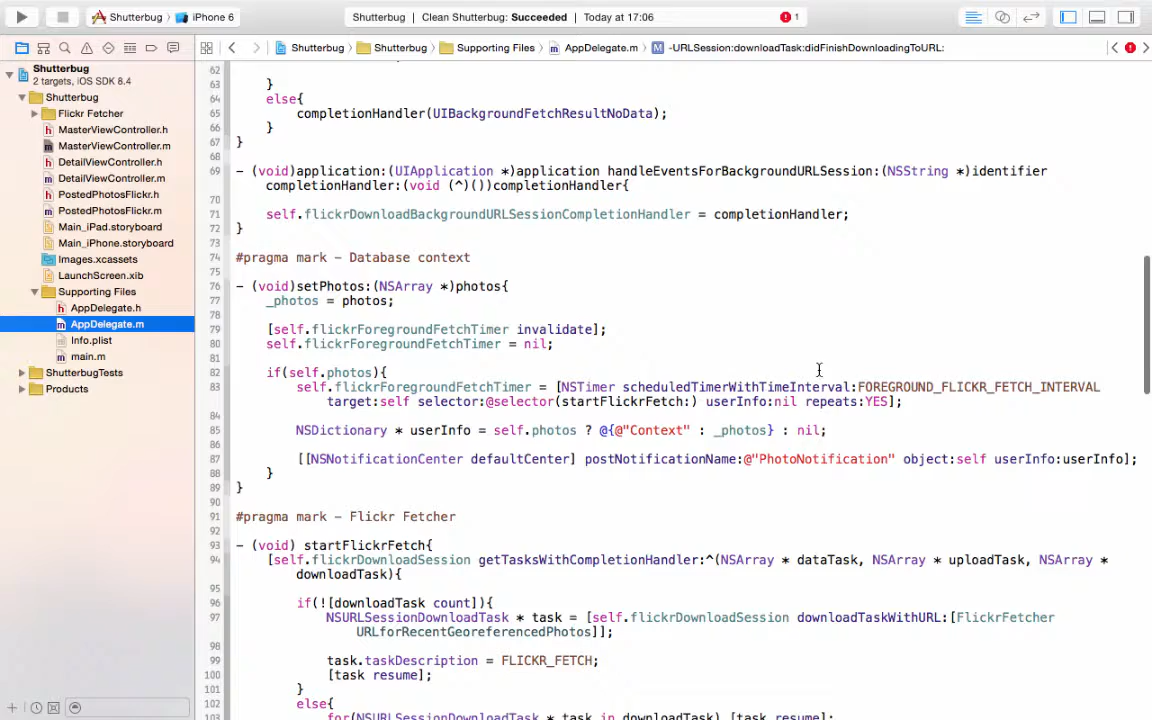 Shutterbug iPhone 6
Shutterbug | Clean Shutterbug: Succeeded | Today at 17:06
1
Shutterbug
Shutterbug
Supporting Files
AppDelegate.m
M -URLSession:downloadTask:didFinishDownloadingToURL:
Shutterbug
2 targets, iOS SDK 8.4
Shutterbug
Flickr Fetcher
h MasterViewController.h
m MasterViewController.m
h DetailViewController.h
m DetailViewController.m
h PostedPhotosFlickr.h
m PostedPhotosFlickr.m
Main_iPad.storyboard
Main_iPhone.storyboard
Images.xcassets
LaunchScreen.xib
Supporting Files
h AppDelegate.h
m AppDelegate.m
Info.plist
m main.m
ShutterbugTests
Products
62
63 }
64 else{
65 completionHandler(UIBackgroundFetchResultNoData);
66 }
67 }
68
69 - (void)application:(UIApplication *)application handleEventsForBackgroundURLSession:(NSString *)identifier
completionHandler:(void (^)())completionHandler{
70
71 self.flickrDownloadBackgroundURLSessionCompletionHandler = completionHandler;
72 }
73
74 #pragma mark - Database context
75
76 - (void)setPhotos:(NSArray *)photos{
77 _photos = photos;
78
79 [self.flickrForegroundFetchTimer invalidate];
80 self.flickrForegroundFetchTimer = nil;
81
82 if(self.photos){
83 self.flickrForegroundFetchTimer = [NSTimer scheduledTimerWithTimeInterval:FOREGROUND_FLICKR_FETCH_INTERVAL
target:self selector:@selector(startFlickrFetch:) userInfo:nil repeats:YES];
84
85 NSDictionary * userInfo = self.photos ? @{@"Context" : _photos} : nil;
86
87 [[NSNotificationCenter defaultCenter] postNotificationName:@"PhotoNotification" object:self userInfo:userInfo];
88 }
89 }
90
91 #pragma mark - Flickr Fetcher
92
93 - (void) startFlickrFetch{
94 [self.flickrDownloadSession getTasksWithCompletionHandler:^(NSArray * dataTask, NSArray * uploadTask, NSArray *
downloadTask){
95
96 if(![downloadTask count]){
97 NSURLSessionDownloadTask * task = [self.flickrDownloadSession downloadTaskWithURL:[FlickrFetcher
URLforRecentGeoreferencedPhotos]];
98
99 task.taskDescription = FLICKR_FETCH;
100 [task resume];
101 }
102 else{
103 for(NSURLSessionDownloadTask * task in downloadTask) [task resume];